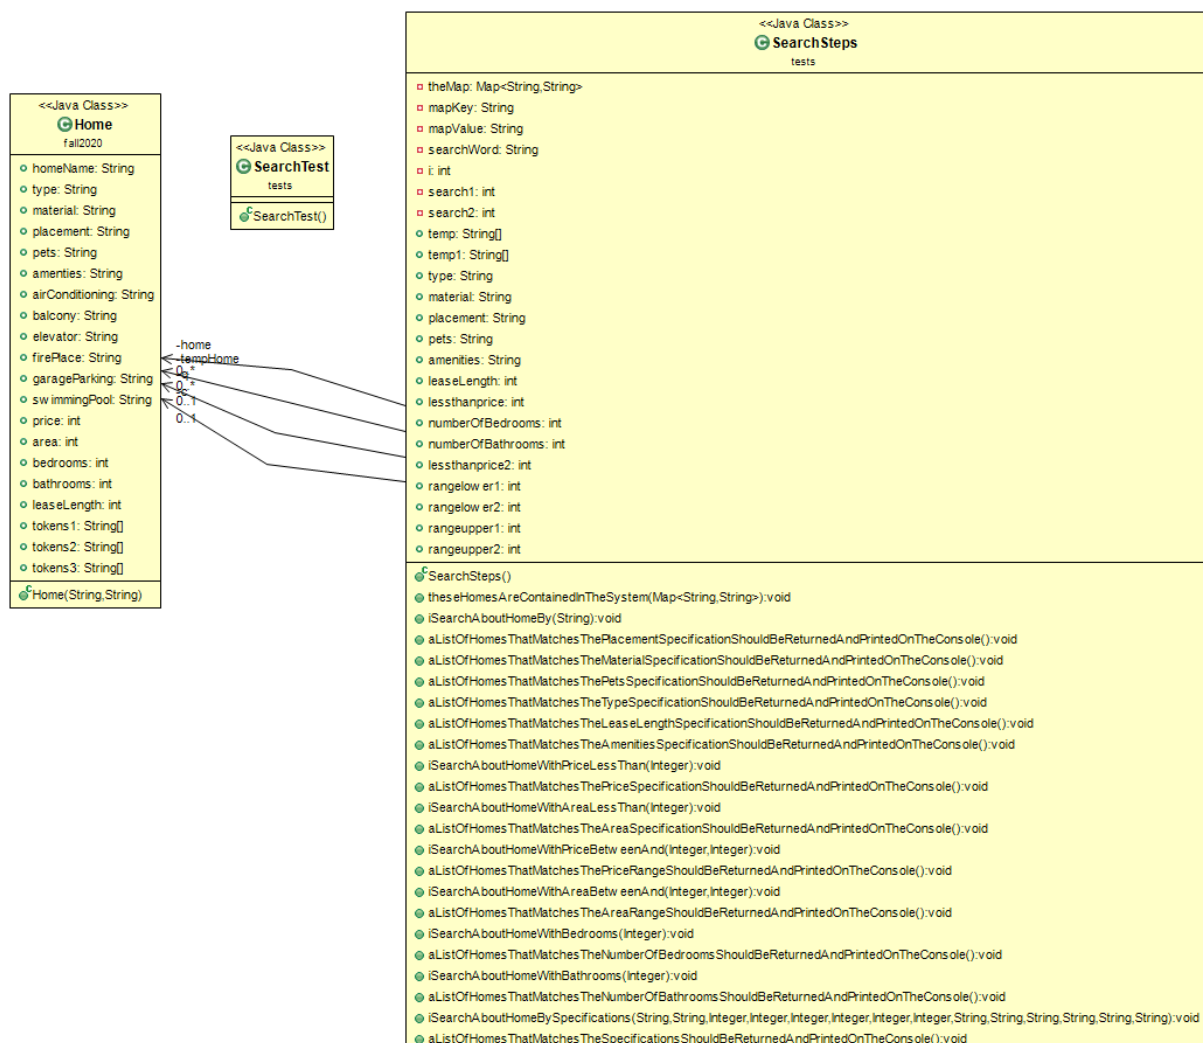 <<Java Class>>
Home
fall2020
homeName: String
type: String
material: String
placement: String
pets: String
amenties: String
airConditioning: String
balcony: String
elevator: String
firePlace: String
garageParking: String
swimmingPool: String
price: int
area: int
bedrooms: int
bathrooms: int
leaseLength: int
tokens1: String[]
tokens2: String[]
tokens3: String[]
Home(String,String)
<<Java Class>>
SearchTest
tests
SearchTest()
-home
-tempHome
0..*
0..*
0..1
0..1
<<Java Class>>
SearchSteps
tests
theMap: Map<String,String>
mapKey: String
mapValue: String
searchWord: String
i: int
search1: int
search2: int
temp: String[]
temp1: String[]
type: String
material: String
placement: String
pets: String
amenities: String
leaseLength: int
lessthanprice: int
numberOfBedrooms: int
numberOfBathrooms: int
lessthanprice2: int
rangelower1: int
rangelower2: int
rangeupper1: int
rangeupper2: int
SearchSteps()
theseHomesAreContainedInTheSystem(Map<String,String>):void
iSearchAboutHomeBy(String):void
aListOfHomesThatMatchesThePlacementSpecificationShouldBeReturnedAndPrintedOnTheConsole():void
aListOfHomesThatMatchesTheMaterialSpecificationShouldBeReturnedAndPrintedOnTheConsole():void
aListOfHomesThatMatchesThePetsSpecificationShouldBeReturnedAndPrintedOnTheConsole():void
aListOfHomesThatMatchesTheTypeSpecificationShouldBeReturnedAndPrintedOnTheConsole():void
aListOfHomesThatMatchesTheLeaseLengthSpecificationShouldBeReturnedAndPrintedOnTheConsole():void
aListOfHomesThatMatchesTheAmenitiesSpecificationShouldBeReturnedAndPrintedOnTheConsole():void
iSearchAboutHomeWithPriceLessThan(Integer):void
aListOfHomesThatMatchesThePriceSpecificationShouldBeReturnedAndPrintedOnTheConsole():void
iSearchAboutHomeWithAreaLessThan(Integer):void
aListOfHomesThatMatchesTheAreaSpecificationShouldBeReturnedAndPrintedOnTheConsole():void
iSearchAboutHomeWithPriceBetweenAnd(Integer,Integer):void
aListOfHomesThatMatchesThePriceRangeShouldBeReturnedAndPrintedOnTheConsole():void
iSearchAboutHomeWithAreaBetweenAnd(Integer,Integer):void
aListOfHomesThatMatchesTheAreaRangeShouldBeReturnedAndPrintedOnTheConsole():void
iSearchAboutHomeWithBedrooms(Integer):void
aListOfHomesThatMatchesTheNumberOfBedroomsShouldBeReturnedAndPrintedOnTheConsole():void
iSearchAboutHomeWithBathrooms(Integer):void
aListOfHomesThatMatchesTheNumberOfBathroomsShouldBeReturnedAndPrintedOnTheConsole():void
iSearchAboutHomeBySpecifications(String,String,Integer,Integer,Integer,Integer,Integer,Integer,String,String,String,String,String,String):void
aListOfHomesThatMatchesTheSpecificationsShouldBeReturnedAndPrintedOnTheConsole():void